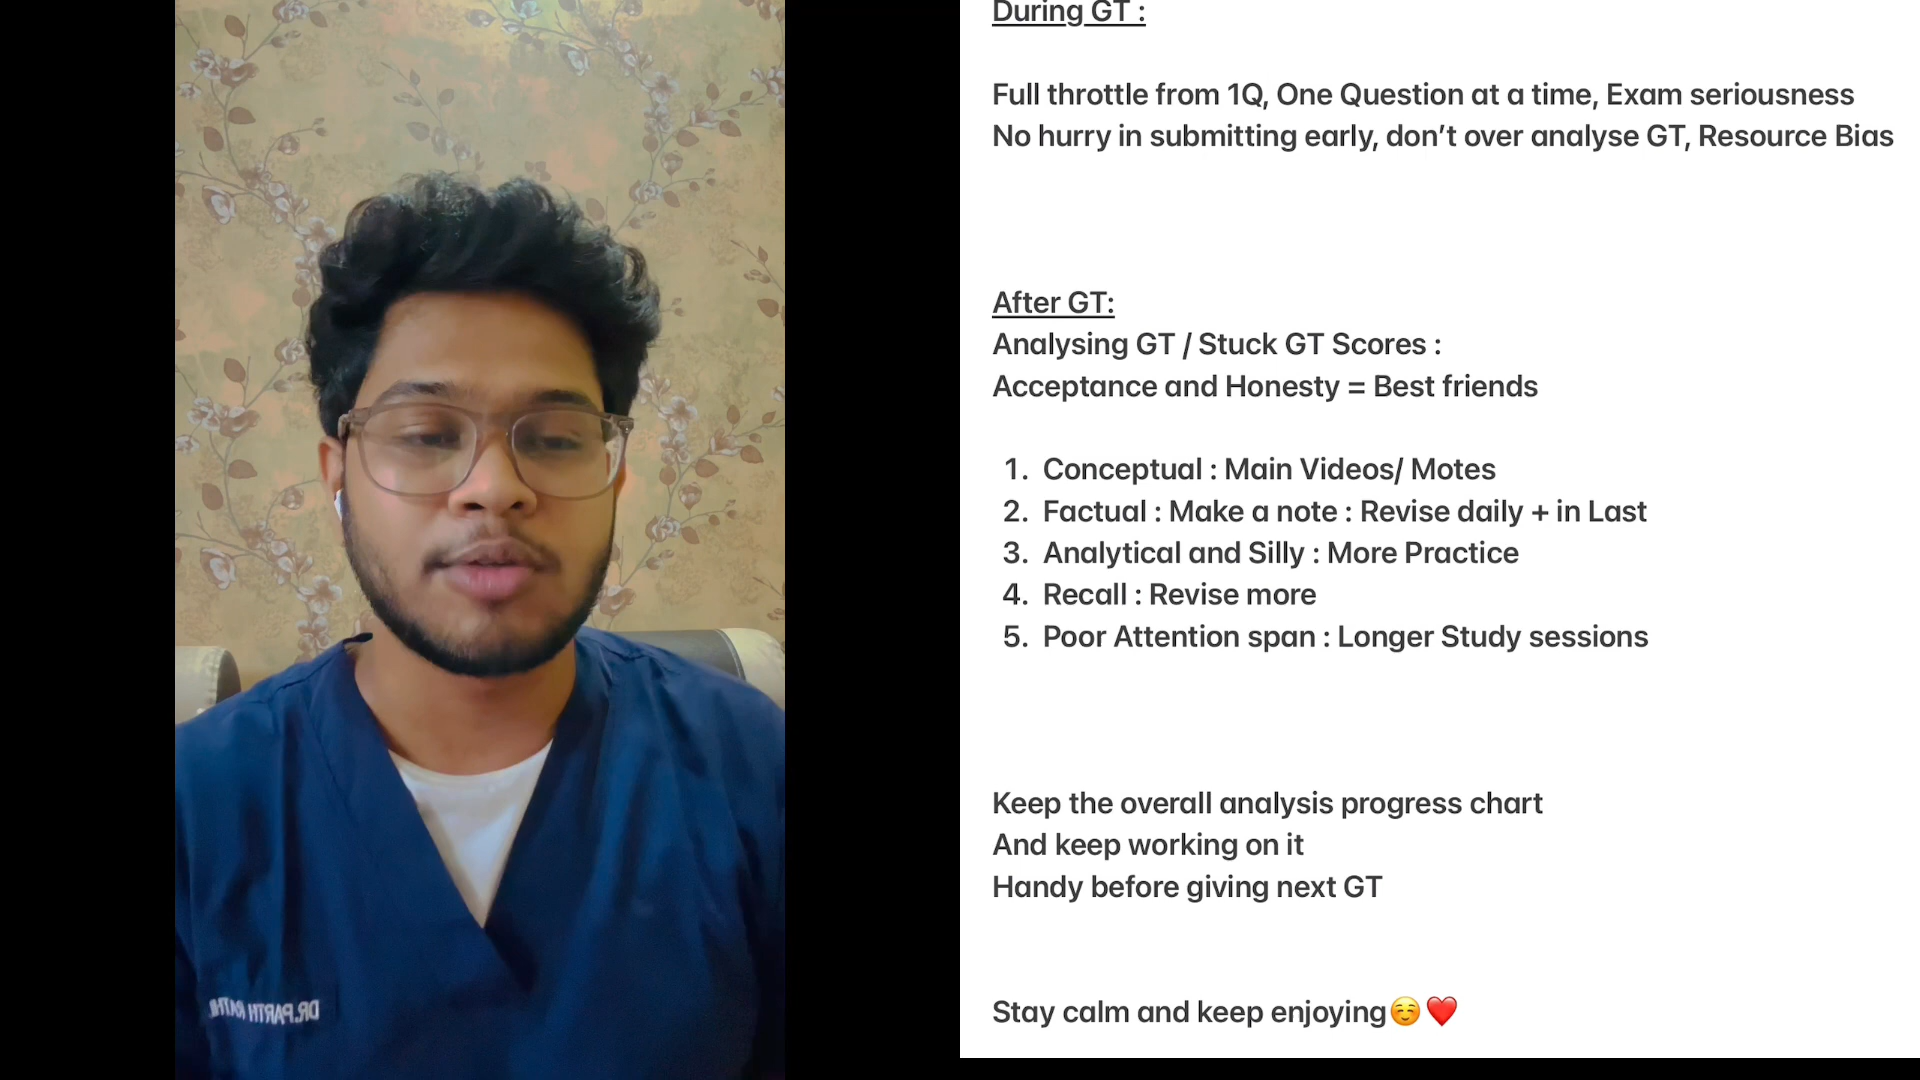 During GT :
Full throttle from 1Q, One Question at a time, Exam seriousness
No hurry in submitting early, don’t over analyse GT, Resource Bias
After GT:
Analysing GT / Stuck GT Scores :
Acceptance and Honesty = Best friends
1. Conceptual : Main Videos/ Motes
2. Factual : Make a note : Revise daily + in Last
3. Analytical and Silly : More Practice
4. Recall : Revise more
5. Poor Attention span : Longer Study sessions
Keep the overall analysis progress chart
And keep working on it
Handy before giving next GT
Stay calm and keep enjoying☺️❤️
DR.PARTH RATHI